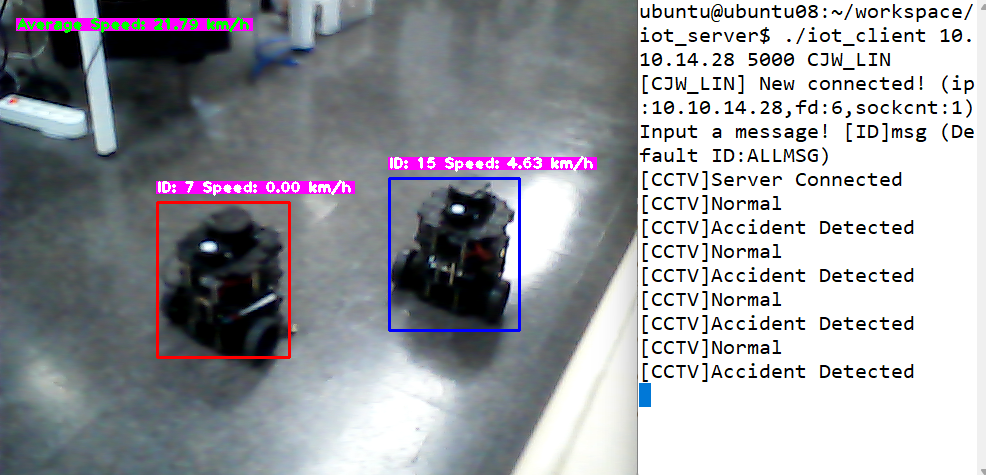 Average Speed: 21.79 km/h
ID: 15 Speed: 4.63 km/h
ID: 7 Speed: 0.00 km/h
ubuntu@ubuntu08:~/workspace/
iot_server$ ./iot_client 10.
10.14.28 5000 CJW_LIN
[CJW_LIN] New connected! (ip
:10.10.14.28,fd:6,sockcnt:1)
Input a message! [ID]msg (De
fault ID:ALLMSG)
[CCTV]Server Connected
[CCTV]Normal
[CCTV]Accident Detected
[CCTV]Normal
[CCTV]Accident Detected
[CCTV]Normal
[CCTV]Accident Detected
[CCTV]Normal
[CCTV]Accident Detected